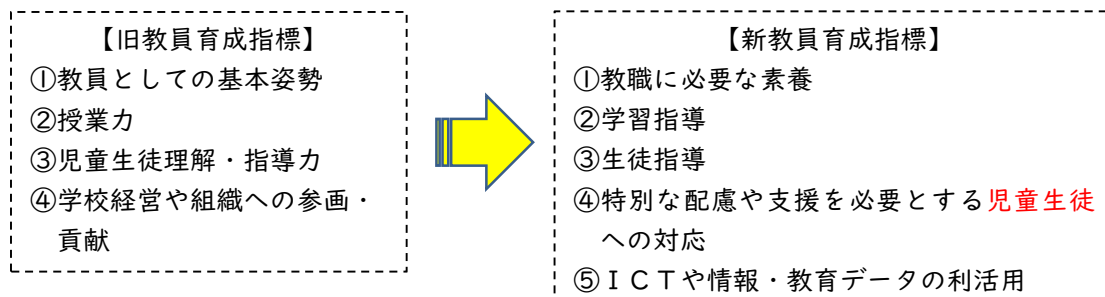 【旧教員育成指標】
①教員としての基本姿勢
②授業力
③児童生徒理解・指導力
④学校経営や組織への参画・
貢献
【新教員育成指標】
①教職に必要な素養
②学習指導
③生徒指導
④特別な配慮や支援を必要とする児童生徒
への対応
⑤ＩＣＴや情報・教育データの利活用